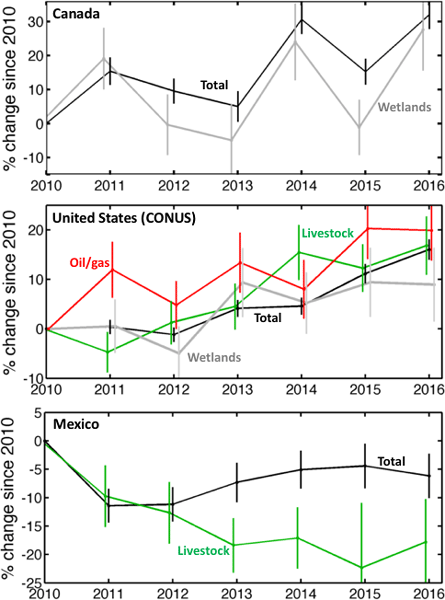 Canada
% change since 2010
30
20
10
0
-10
Total
Wetlands
2010 2011 2012 2013 2014 2015 2016
United States (CONUS)
% change since 2010
20
10
0
-10
Oil/gas
Livestock
Total
Wetlands
2010 2011 2012 2013 2014 2015 2016
Mexico
% change since 2010
5
0
-5
-10
-15
-20
-25
Total
Livestock
2010 2011 2012 2013 2014 2015 2016